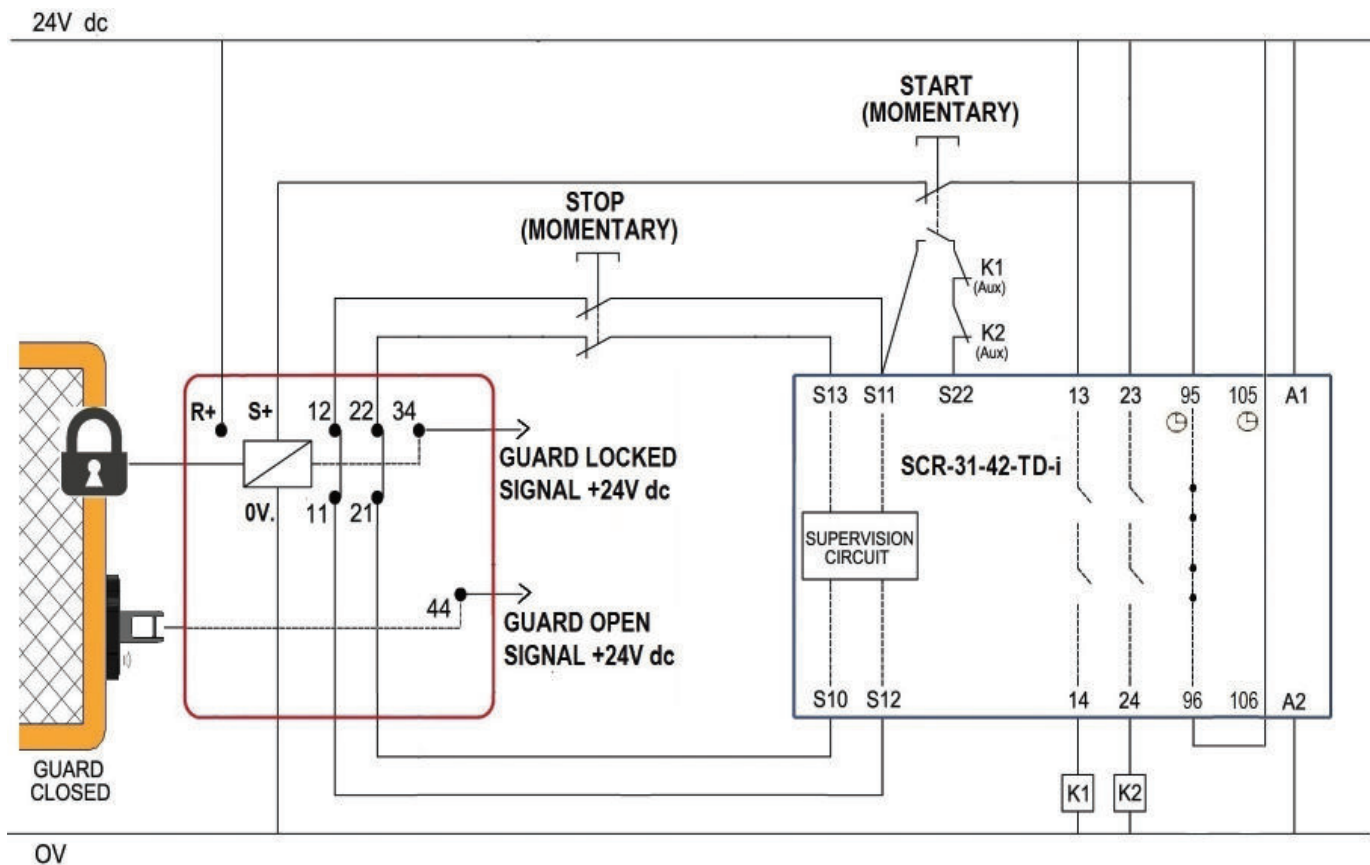 24V dc
START
(MOMENTARY)
STOP
(MOMENTARY)
K1
(Aux)
K2
(Aux)
R+ S+ 12 22 34
GUARD LOCKED
SIGNAL +24V dc
0V. 11 21
44
GUARD OPEN
SIGNAL +24V dc
GUARD
CLOSED
S13 S11 S22 13 23 95 105 A1
SCR-31-42-TD-i
SUPERVISION
CIRCUIT
S10 S12 14 24 96 106 A2
K1 K2
OV